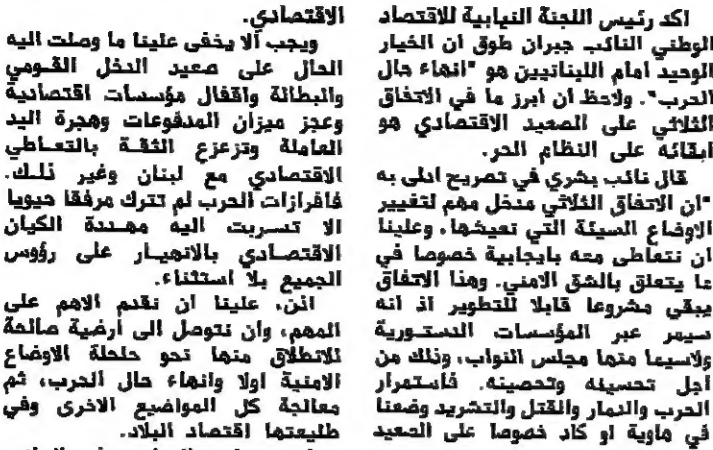 اكد رئيس اللجنة النيابية للاقتصاد
الوطني النائب جبران طوق ان الخيار
الوحيد امام اللبنانيين هو "انهاء حال
الحرب". ولاحظ ان ابرز ما في الاتفاق
الثلاثي على الصعيد الاقتصادي هو
ابقائه على النظام الحر.
قال نائب بشري في تصريح ادلى به
"ان الاتفاق الثلاثي مدخل مهم لتغيير
الاوضاع السيئة التي نعيشها، وعلينا
ان نتعاطى معه بايجابية خصوصا في
ما يتعلق بالشق الامني. وهذا الاتفاق
يبقى مشروعا قابلا للتطوير اذ انه
سيمر عبر المؤسسات الدستورية
ولاسيما منها مجلس النواب، وذلك من
اجل تحسينه وتحصينه. فاستمرار
الحرب والدمار والقتل والتشريد وضعنا
في هاوية او كاد خصوصا على الصعيد
الاقتصادي.
ويجب ألا يخفى علينا ما وصلت اليه
الحال على صعيد الدخل القومي
والبطالة واقفال مؤسسات اقتصادية
وعجز ميزان المدفوعات وهجرة اليد
العاملة وتزعزع الثقة بالتعاطي
الاقتصادي مع لبنان وغير ذلك.
فافرازات الحرب لم تترك مرفقا حيويا
الا تسربت اليه مهددة الكيان
الاقتصادي بالانهيار على رؤوس
الجميع بلا استثناء.
اذن، علينا ان نقدم الاهم على
المهم، وان نتوصل الى ارضية صالحة
للانطلاق منها نحو حلحلة الاوضاع
الامنية اولا وانهاء حال الحرب، ثم
معالجة كل المواضيع الاخرى وفي
طليعتها اقتصاد البلاد.